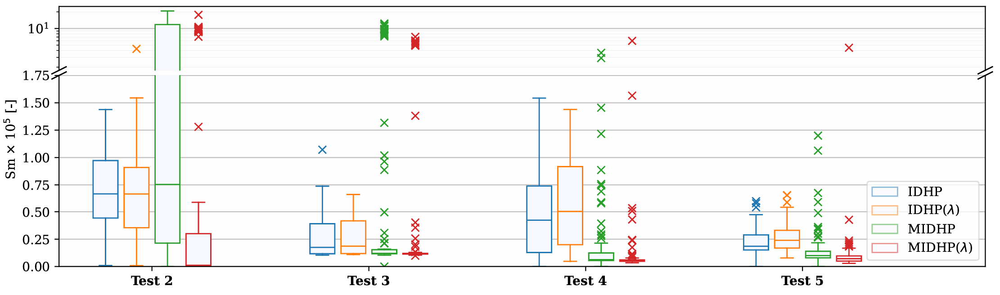 10¹
1.75
1.50
1.25
1.00
0.75
0.50
0.25
0.00
Sm × 10⁵ [-]
Test 2
Test 3
Test 4
Test 5
IDHP
IDHP(λ)
MIDHP
MIDHP(λ)